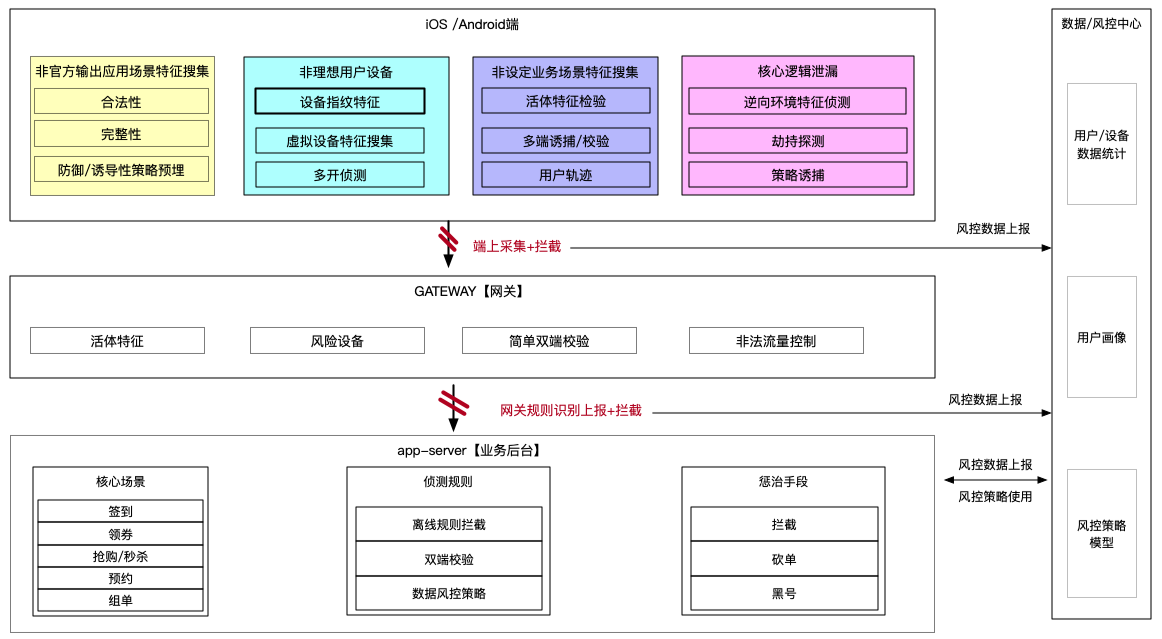 iOS /Android端
数据/风控中心
非官方输出应用场景特征搜集
合法性
完整性
防御/诱导性策略预埋
非理想用户设备
设备指纹特征
虚拟设备特征搜集
多开侦测
非设定业务场景特征搜集
活体特征检验
多端诱捕/校验
用户轨迹
核心逻辑泄漏
逆向环境特征侦测
劫持探测
策略诱捕
用户/设备
数据统计
端上采集+拦截
风控数据上报
GATEWAY【网关】
活体特征
风险设备
简单双端校验
非法流量控制
用户画像
网关规则识别上报+拦截
风控数据上报
app-server【业务后台】
核心场景
签到
领券
抢购/秒杀
预约
组单
侦测规则
离线规则拦截
双端校验
数据风控策略
惩治手段
拦截
砍单
黑号
风控数据上报
风控策略使用
风控策略
模型